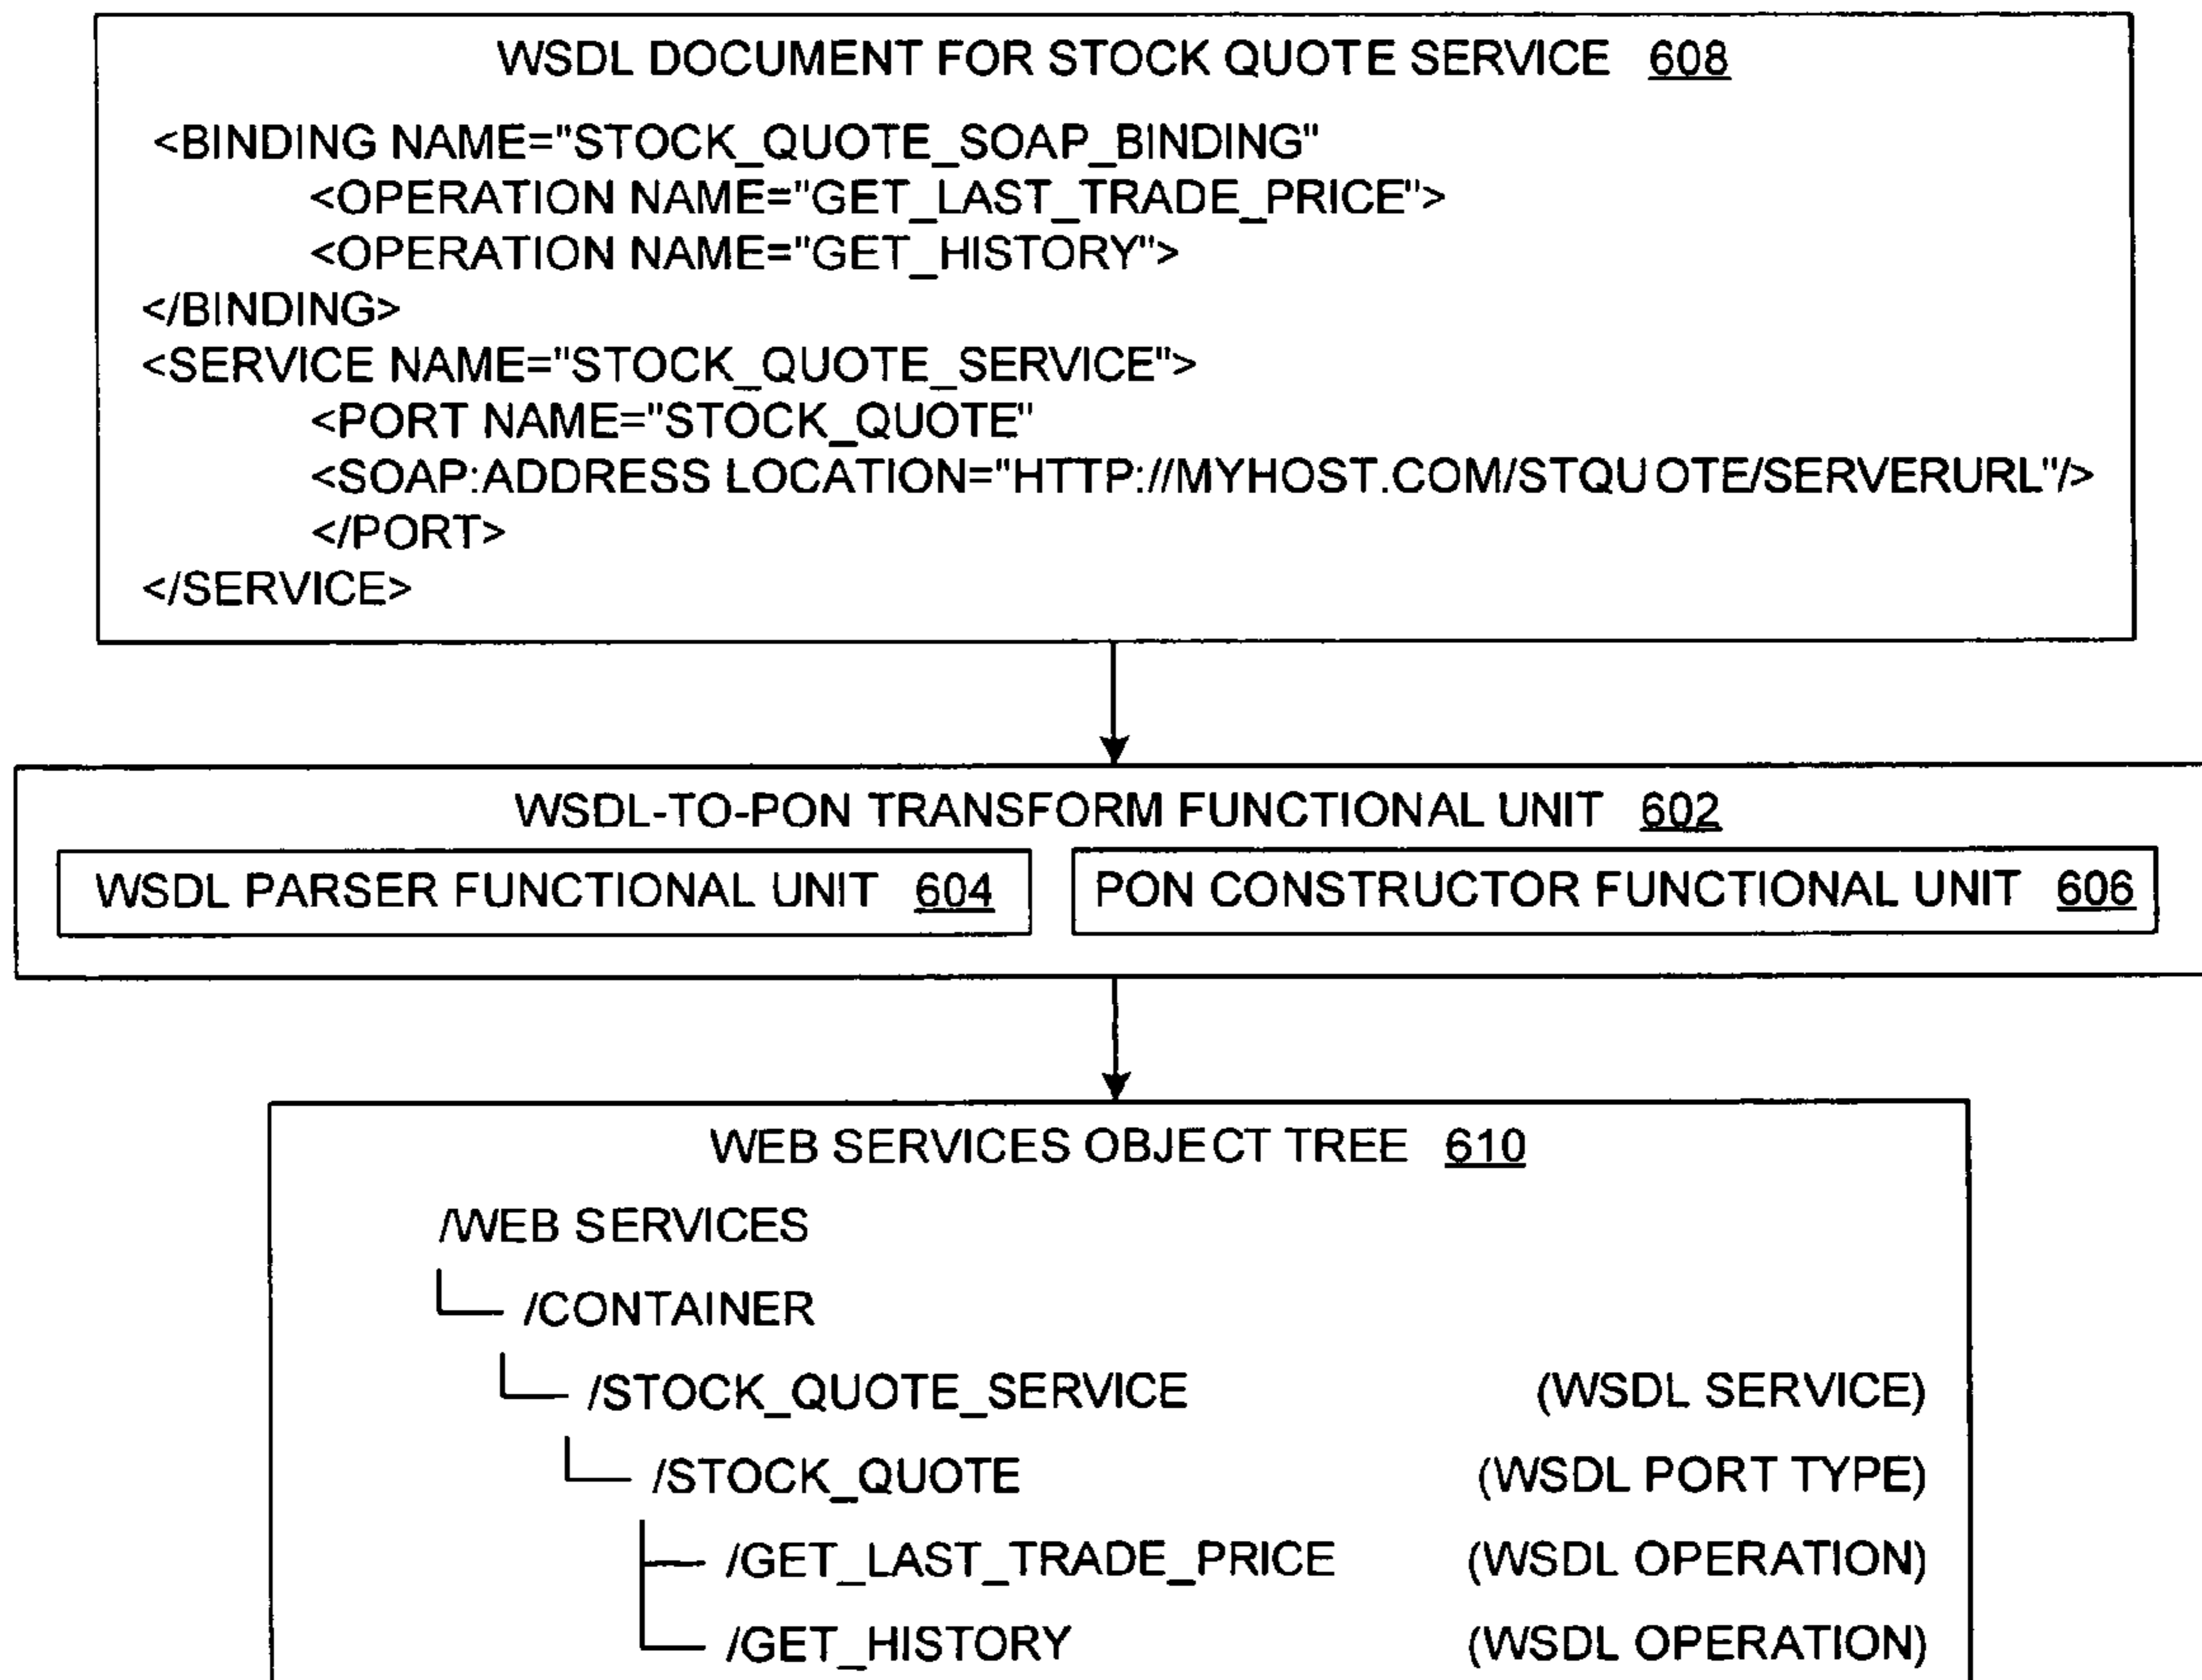 WSDL DOCUMENT FOR STOCK QUOTE SERVICE 608
<BINDING NAME="STOCK_QUOTE_SOAP_BINDING"
<OPERATION NAME="GET_LAST_TRADE_PRICE">
<OPERATION NAME="GET_HISTORY">
</BINDING>
<SERVICE NAME="STOCK_QUOTE_SERVICE">
<PORT NAME="STOCK_QUOTE"
<SOAP:ADDRESS LOCATION="HTTP://MYHOST.COM/STQUOTE/SERVERURL"/>
</PORT>
</SERVICE>
WSDL-TO-PON TRANSFORM FUNCTIONAL UNIT 602
WSDL PARSER FUNCTIONAL UNIT 604
PON CONSTRUCTOR FUNCTIONAL UNIT 606
WEB SERVICES OBJECT TREE 610
/WEB SERVICES
/CONTAINER
/STOCK_QUOTE_SERVICE (WSDL SERVICE)
/STOCK_QUOTE (WSDL PORT TYPE)
/GET_LAST_TRADE_PRICE (WSDL OPERATION)
/GET_HISTORY (WSDL OPERATION)